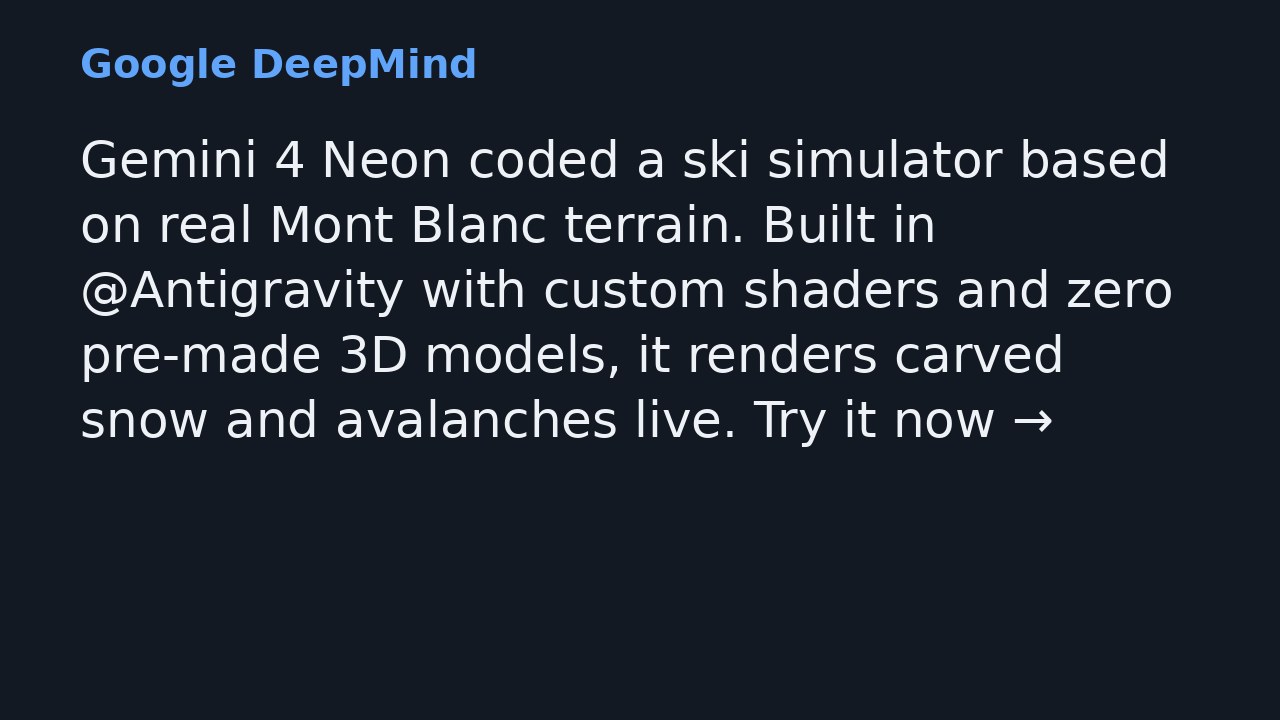 Google DeepMind
Gemini 4 Neon coded a ski simulator based
on real Mont Blanc terrain. Built in
@Antigravity with custom shaders and zero
pre-made 3D models, it renders carved
snow and avalanches live. Try it now →